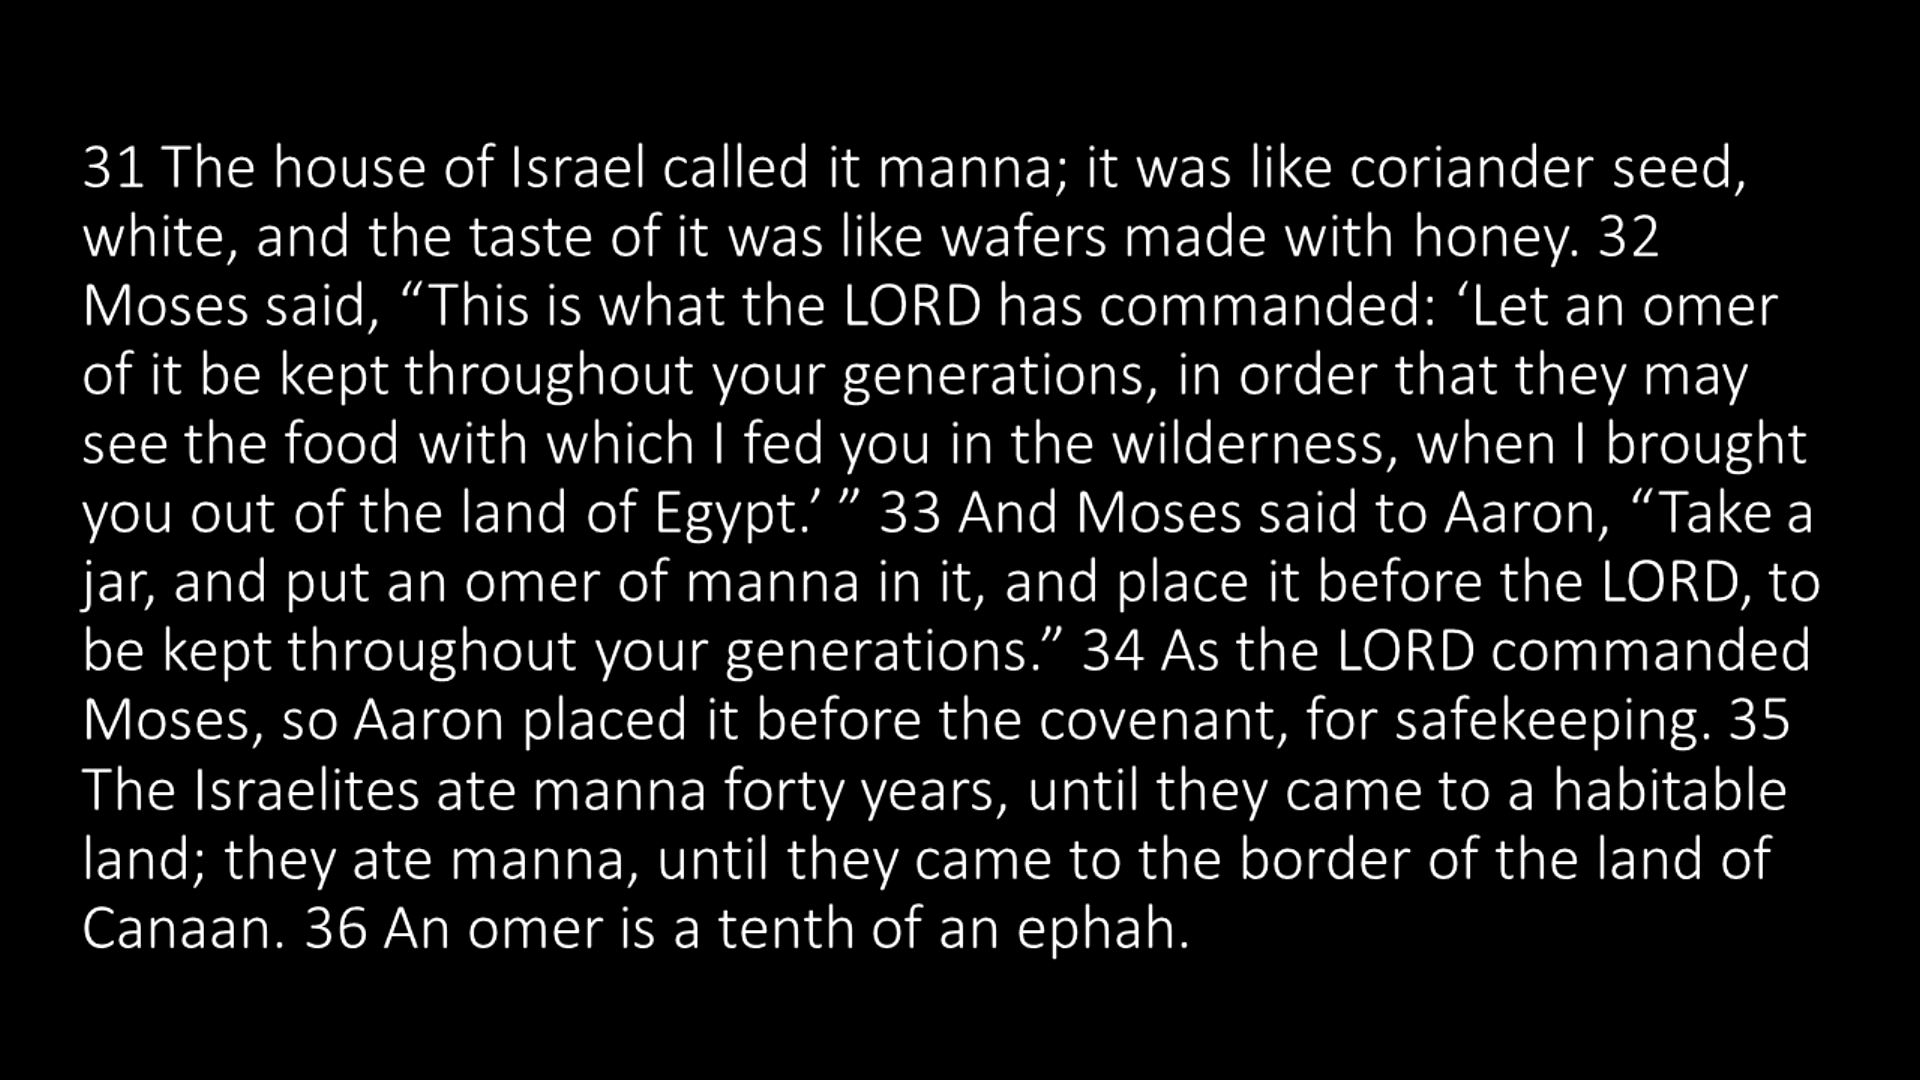 31 The house of Israel called it manna; it was like coriander seed,
white, and the taste of it was like wafers made with honey. 32
Moses said, “This is what the LORD has commanded: ‘Let an omer
of it be kept throughout your generations, in order that they may
see the food with which I fed you in the wilderness, when I brought
you out of the land of Egypt.’ ” 33 And Moses said to Aaron, “Take a
jar, and put an omer of manna in it, and place it before the LORD, to
be kept throughout your generations.” 34 As the LORD commanded
Moses, so Aaron placed it before the covenant, for safekeeping. 35
The Israelites ate manna forty years, until they came to a habitable
land; they ate manna, until they came to the border of the land of
Canaan. 36 An omer is a tenth of an ephah.